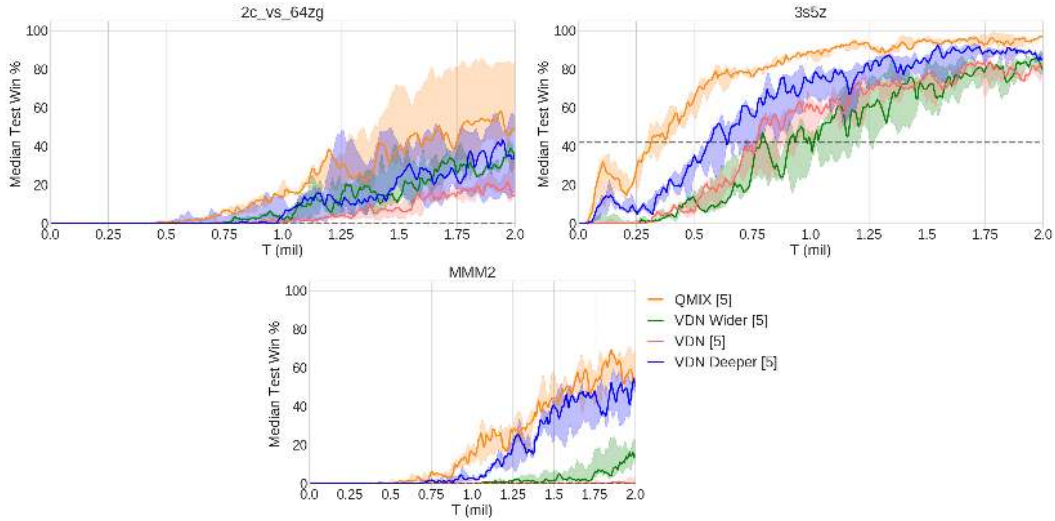 2c_vs_64zg
Median Test Win %
100
80
60
40
20
0
0.0 0.25 0.5 0.75 1.0 1.25 1.5 1.75 2.0
T (mil)
3s5z
Median Test Win %
100
80
60
40
20
0
0.0 0.25 0.5 0.75 1.0 1.25 1.5 1.75 2.0
T (mil)
MMM2
Median Test Win %
100
80
60
40
20
0
0.0 0.25 0.5 0.75 1.0 1.25 1.5 1.75 2.0
T (mil)
QMIX [5]
VDN Wider [5]
VDN [5]
VDN Deeper [5]